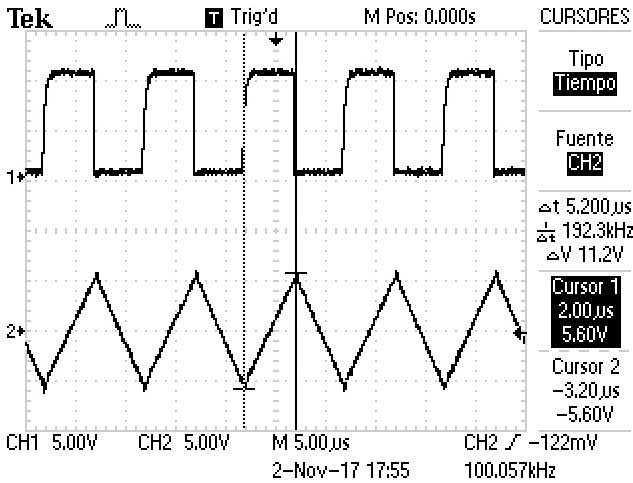 Tek T Trig'd M Pos: 0.000s CURSORES
Tipo
Tiempo
Fuente
CH2
1
△t 5.200µs
1/△t 192.3kHz
△V 11.2V
Cursor 1
2.00µs
5.60V
2
Cursor 2
−3.20µs
−5.60V
CH1 5.00V CH2 5.00V M 5.00µs CH2 −122mV
2-Nov-17 17:55 100.057kHz